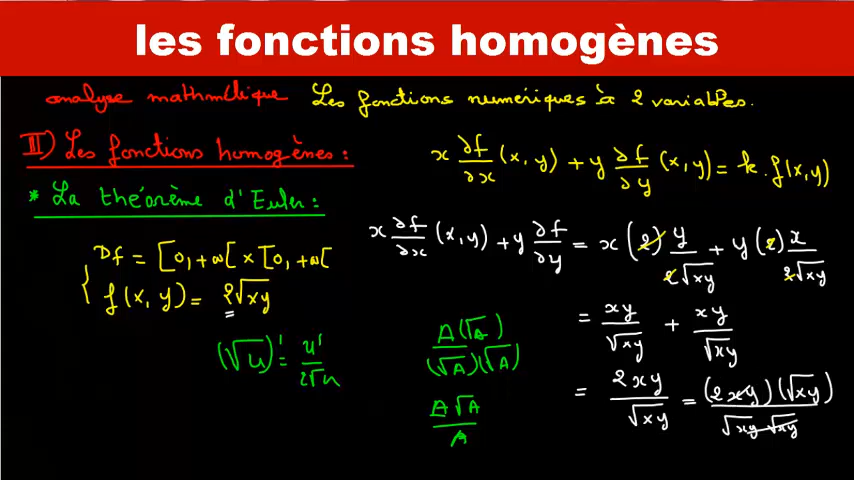 les fonctions homogènes
analyse mathmétique Les fonctions numériques à 2 variables.
II) Les fonctions homogènes :
x ∂f/∂x (x,y) + y ∂f/∂y (x,y) = k.f(x,y)
* La théorème d'Euler :
x ∂f/∂x (x,y) + y ∂f/∂y = x (2) y/2√xy + y (2) x/2√xy
Df = [0,+∞[ × [0,+∞[
f(x,y) = 2√xy
= xy/√xy + xy/√xy
(√u)' = u'/2√u
A(√A)/(√A)(√A)
= 2xy/√xy = (2xy)(√xy)/√xy √xy
A√A/A